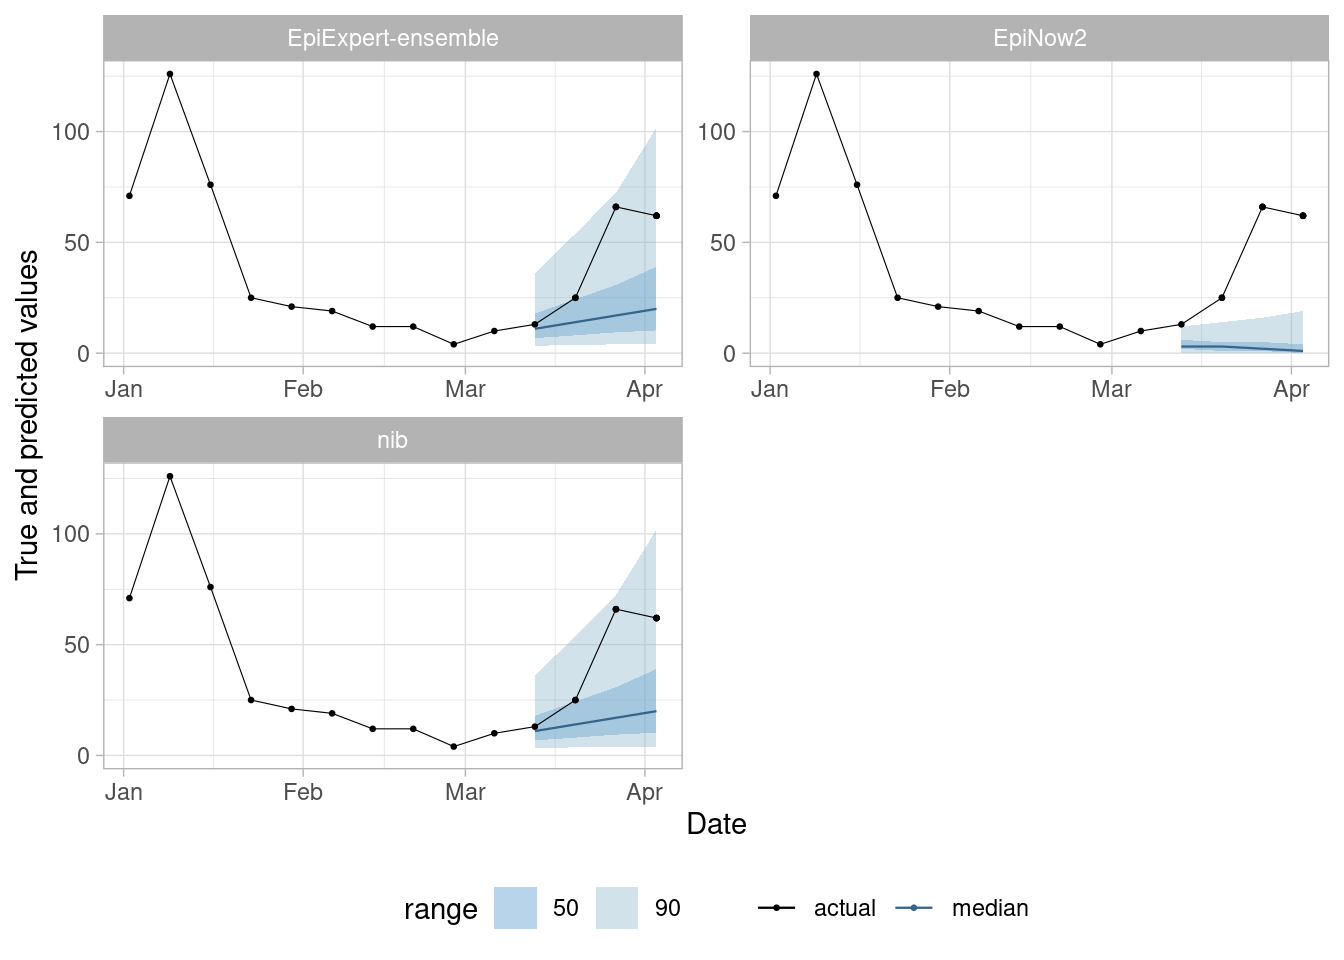 EpiExpert-ensemble
EpiNow2
100
50
0
Jan Feb Mar Apr
100
50
0
Jan Feb Mar Apr
nib
100
50
0
Jan Feb Mar Apr
True and predicted values
Date
range 50 90 actual median